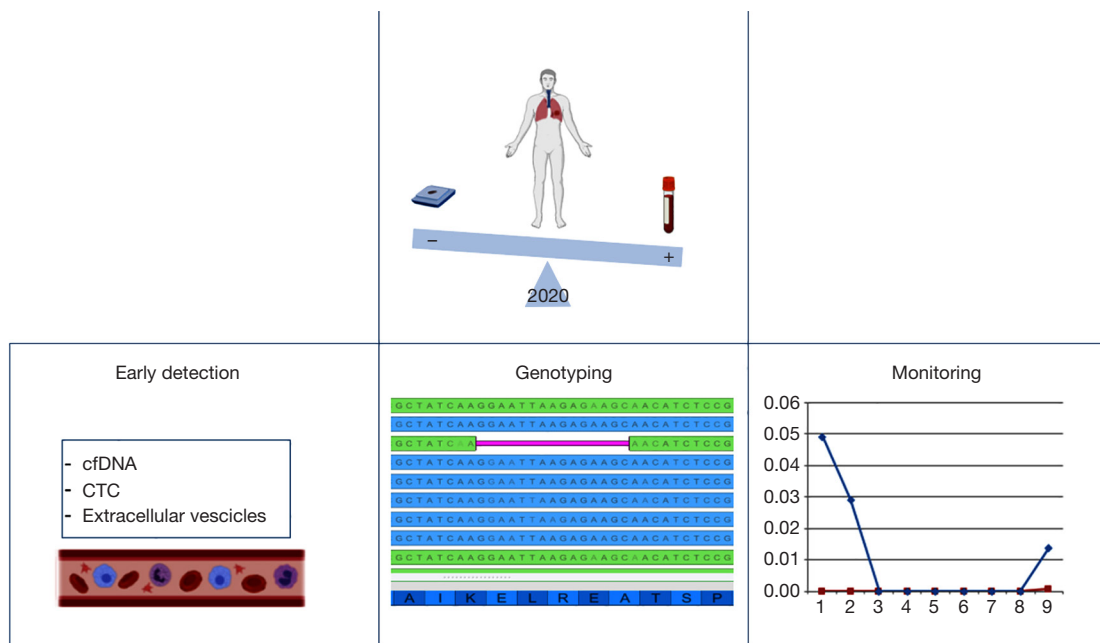 −
+
2020
Early detection
- cfDNA
- CTC
- Extracellular vescicles
Genotyping
GCTATCAAGGAATTAAGAGAAGCAACATCTCCG
GCTATCAAGGAATTAAGAGAAGCAACATCTCCG
GCTATCAA AACATCTCCG
GCTATCAAGGAATTAAGAGAAGCAACATCTCCG
GCTATCAAGGAATTAAGAGAAGCAACATCTCCG
GCTATCAAGGAATTAAGAGAAGCAACATCTCCG
GCTATCAAGGAATTAAGAGAAGCAACATCTCCG
GCTATCAAGGAATTAAGAGAAGCAACATCTCCG
GCTATCAAGGAATTAAGAGAAGCAACATCTCCG
A I K E L R E A T S P
Monitoring
0.06
0.05
0.04
0.03
0.02
0.01
0.00
1 2 3 4 5 6 7 8 9